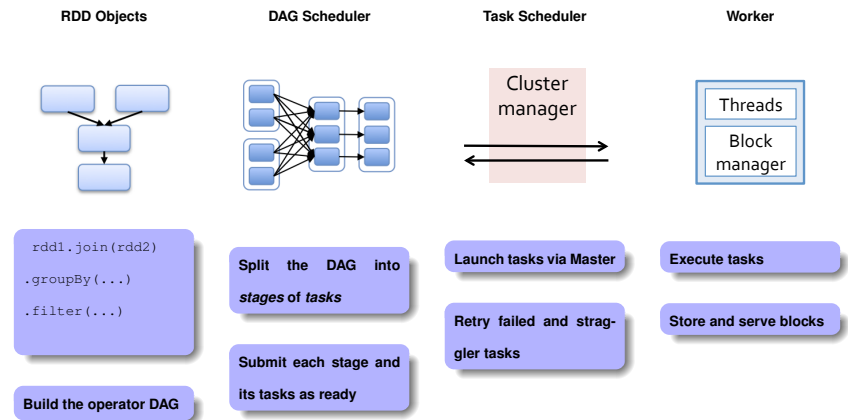 RDD Objects
DAG Scheduler
Task Scheduler
Worker
Cluster
manager
Threads
Block
manager
rdd1.join(rdd2)
.groupBy(...)
.filter(...)
Build the operator DAG
Split the DAG into
stages of tasks
Submit each stage and
its tasks as ready
Launch tasks via Master
Retry failed and strag-
gler tasks
Execute tasks
Store and serve blocks